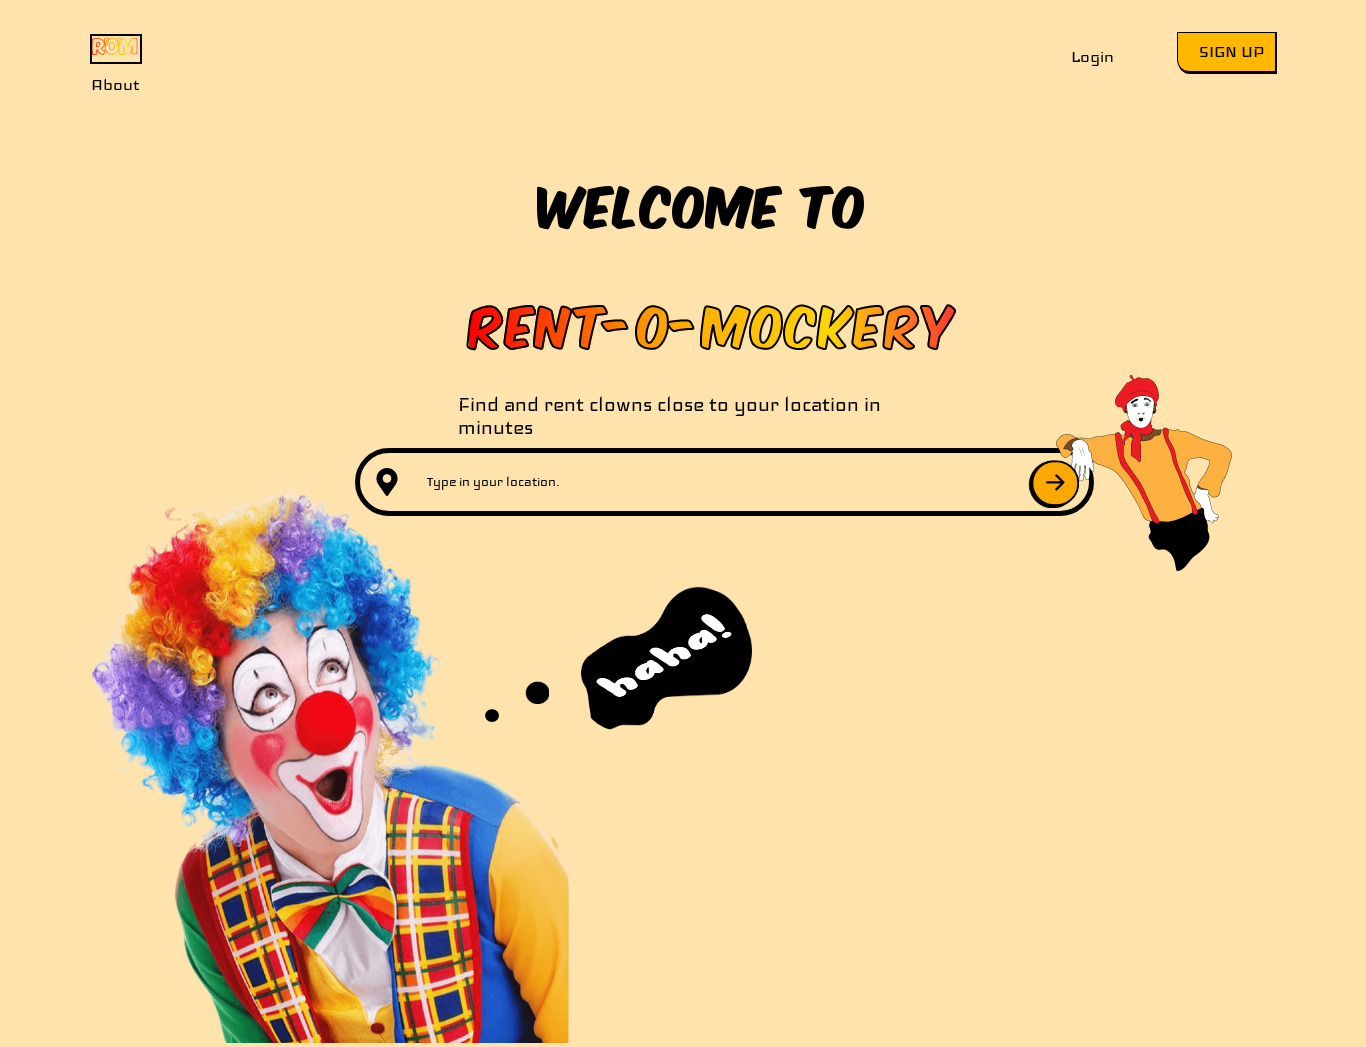 ROM
About
Login
SIGN UP
WELCOME TO
RENT-O-MOCKERY
Find and rent clowns close to your location in
minutes
Type in your location.
haha!